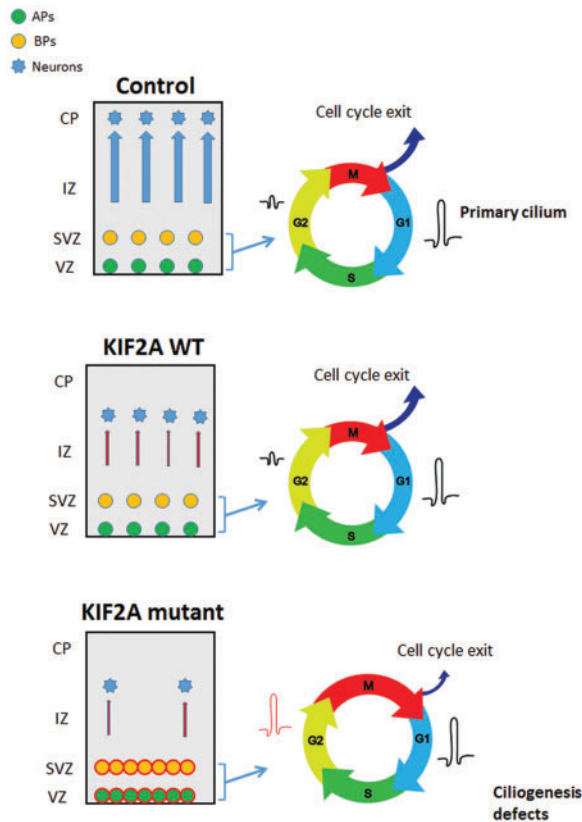 APs
BPs
Neurons
Control
CP
IZ
SVZ
VZ
Cell cycle exit
M
G1
S
G2
Primary cilium
KIF2A WT
CP
IZ
SVZ
VZ
Cell cycle exit
M
G1
S
G2
KIF2A mutant
CP
IZ
SVZ
VZ
Cell cycle exit
M
G1
S
G2
Ciliogenesis
defects